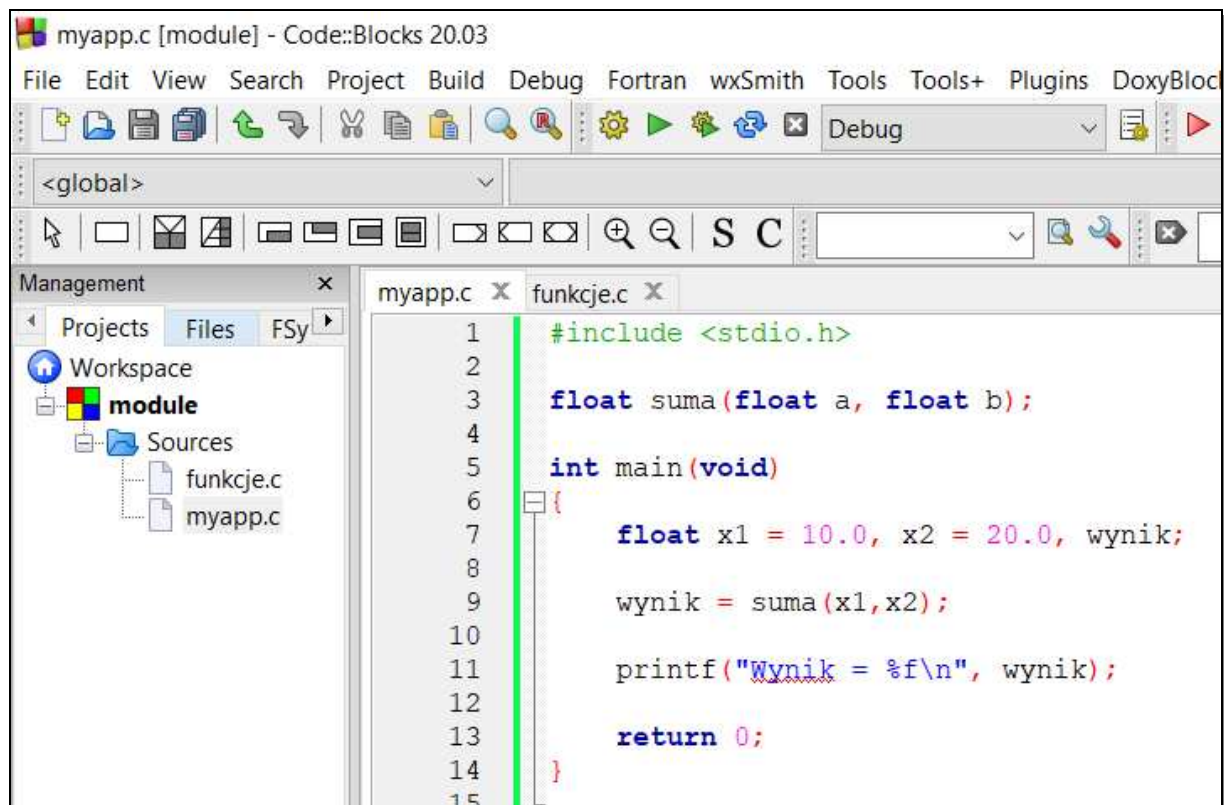 myapp.c [module] - Code::Blocks 20.03
File Edit View Search Project Build Debug Fortran wxSmith Tools Tools+ Plugins
Debug
<global>
S C
Management
Projects Files FSy
myapp.c funkcje.c
Workspace
module
Sources
funkcje.c
myapp.c
1 #include <stdio.h>
2
3 float suma(float a, float b);
4
5 int main(void)
6 {
7 float x1 = 10.0, x2 = 20.0, wynik;
8
9 wynik = suma(x1,x2);
10
11 printf("Wynik = %f\n", wynik);
12
13 return 0;
14 }
15